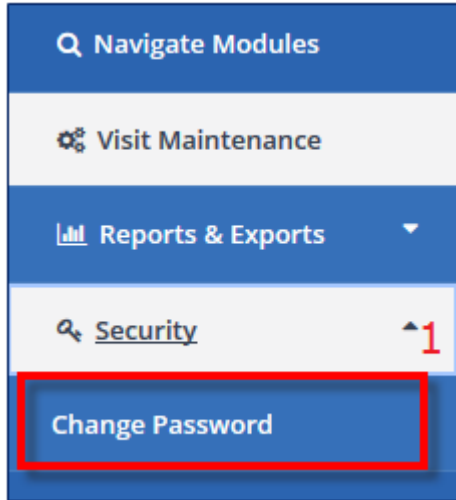 Navigate Modules
Visit Maintenance
Reports & Exports
Security 1
Change Password